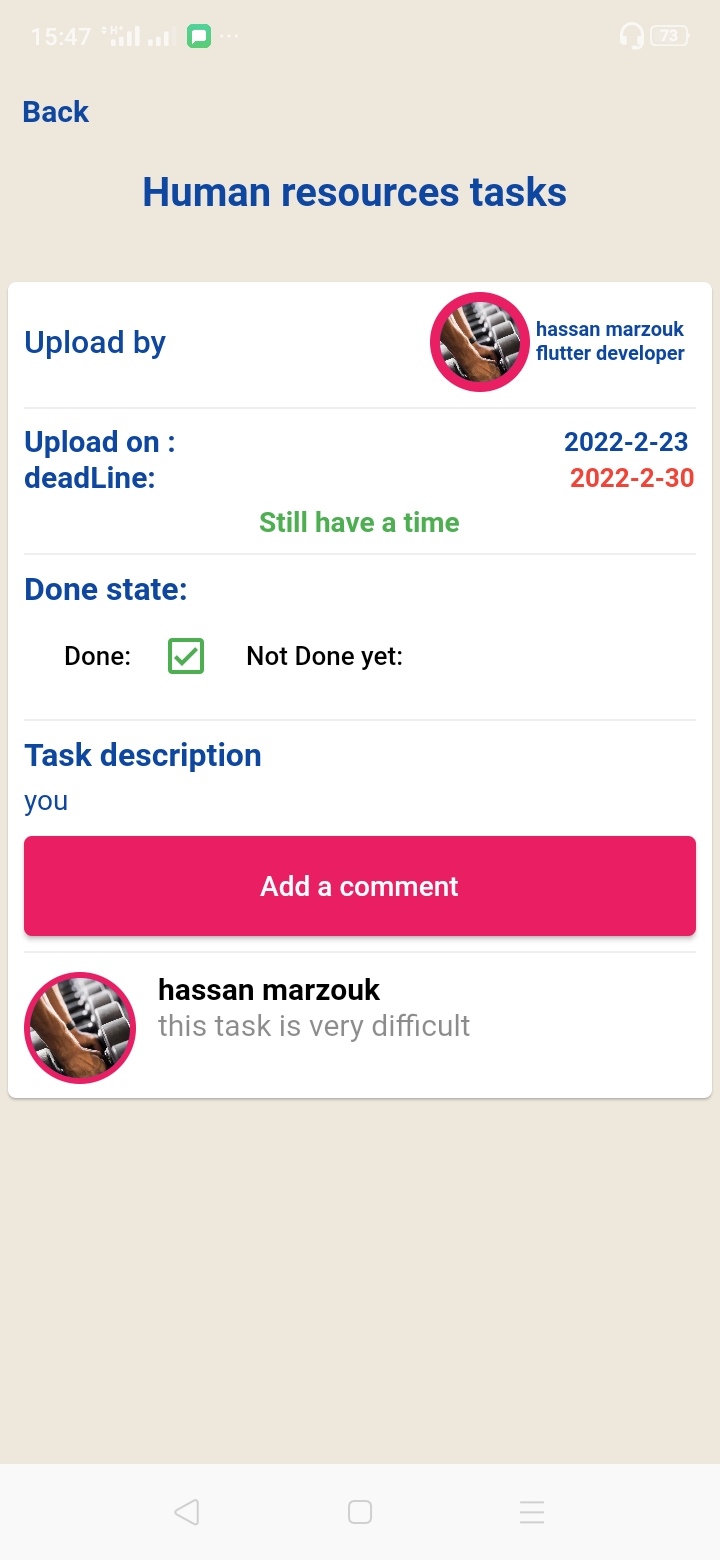 15:47
73
Back
Human resources tasks
Upload by
hassan marzouk
flutter developer
Upload on :
2022-2-23
deadLine:
2022-2-30
Still have a time
Done state:
Done:
Not Done yet:
Task description
you
Add a comment
hassan marzouk
this task is very difficult